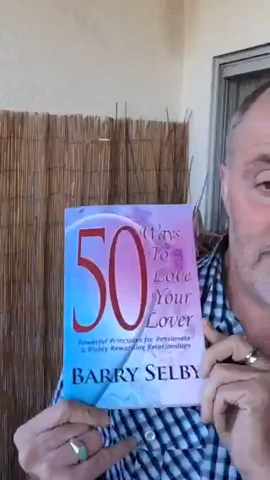 50 Ways
To
Love
Your
Lover
Powerful Principles for Passionate
& Richly Rewarding Relationships
BARRY SELBY